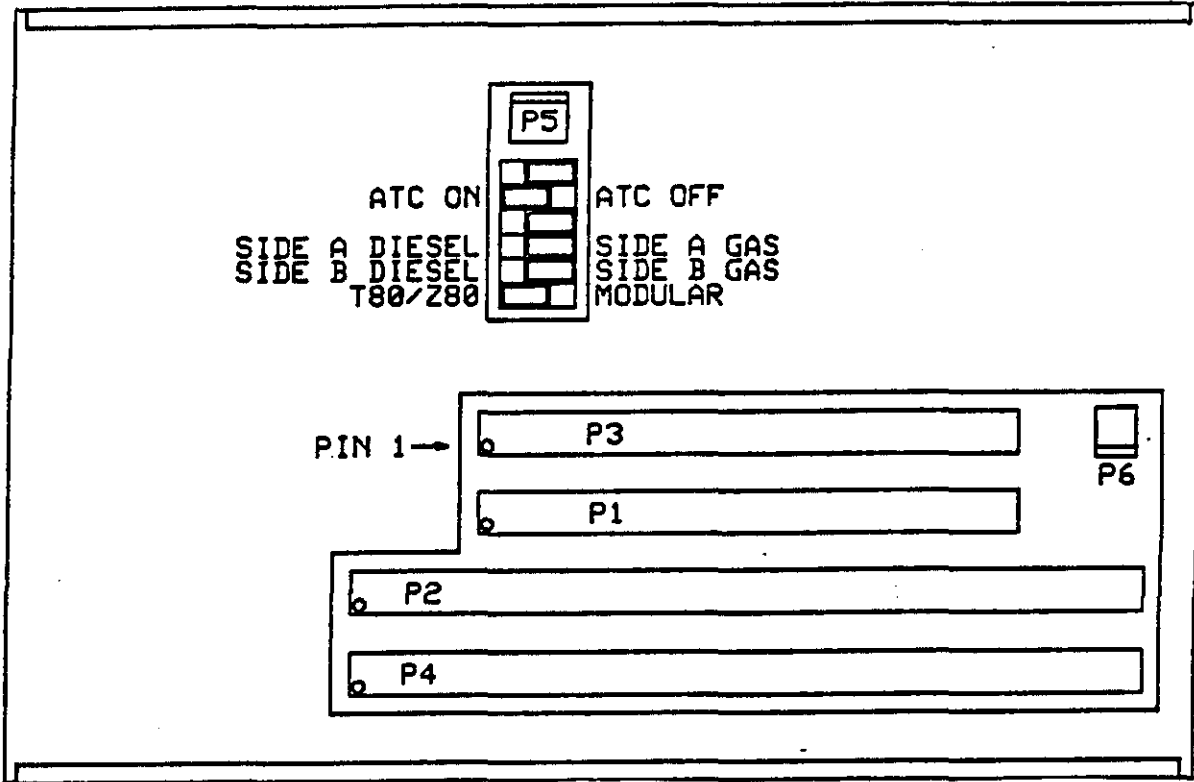 P5
ATC ON ATC OFF
SIDE A DIESEL SIDE A GAS
SIDE B DIESEL SIDE B GAS
T80/Z80 MODULAR
PIN 1 P3
P6
P1
P2
P4